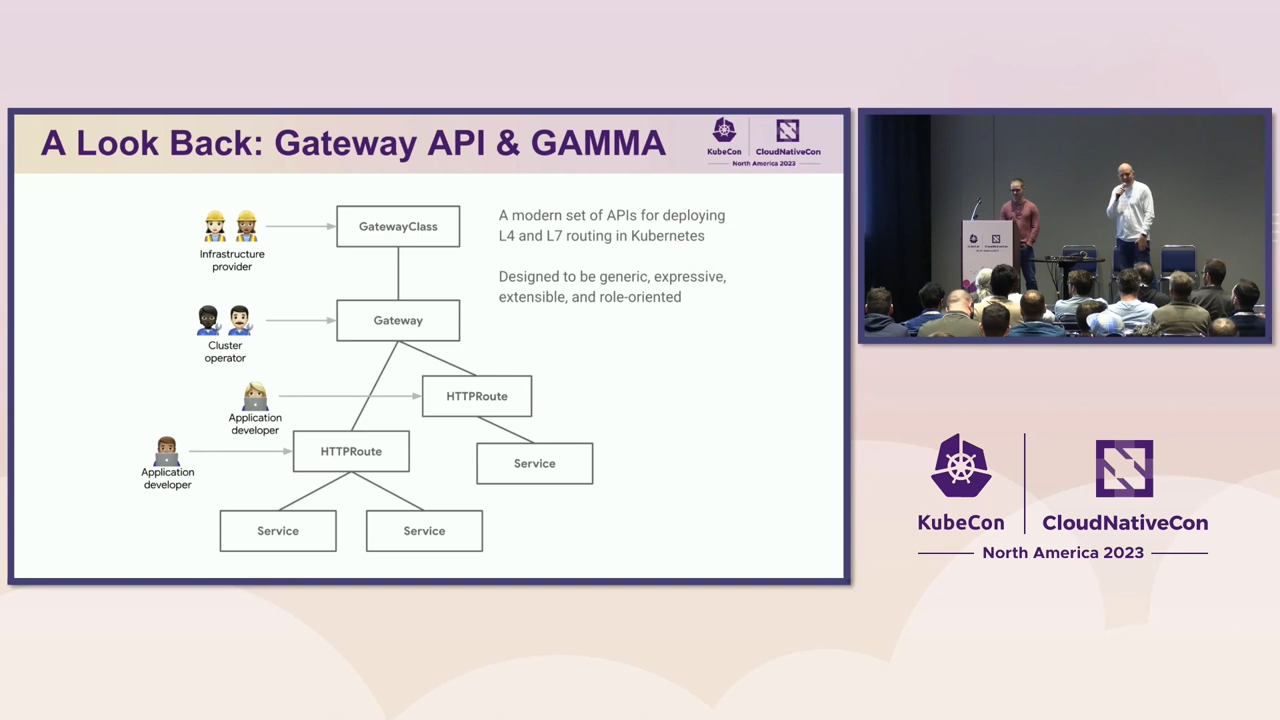 A Look Back: Gateway API & GAMMA
KubeCon
CloudNativeCon
North America 2023
Infrastructure
provider
GatewayClass
A modern set of APIs for deploying
L4 and L7 routing in Kubernetes
Designed to be generic, expressive,
extensible, and role-oriented
Cluster
operator
Gateway
Application
developer
HTTPRoute
Application
developer
HTTPRoute
Service
Service
Service
KubeCon
CloudNativeCon
North America 2023